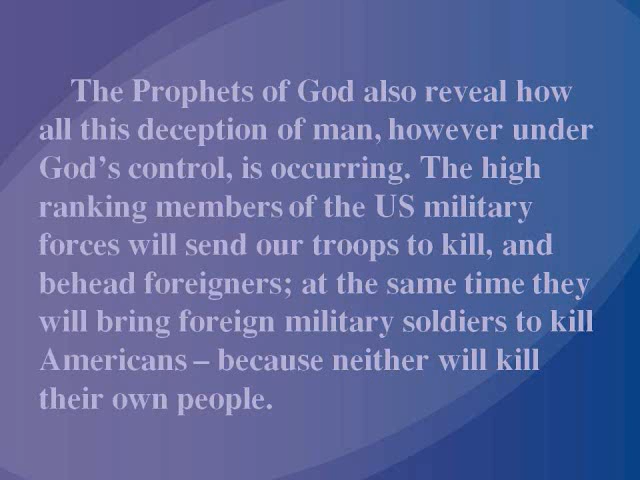 The Prophets of God also reveal how
all this deception of man, however under
God’s control, is occurring. The high
ranking members of the US military
forces will send our troops to kill, and
behead foreigners; at the same time they
will bring foreign military soldiers to kill
Americans – because neither will kill
their own people.